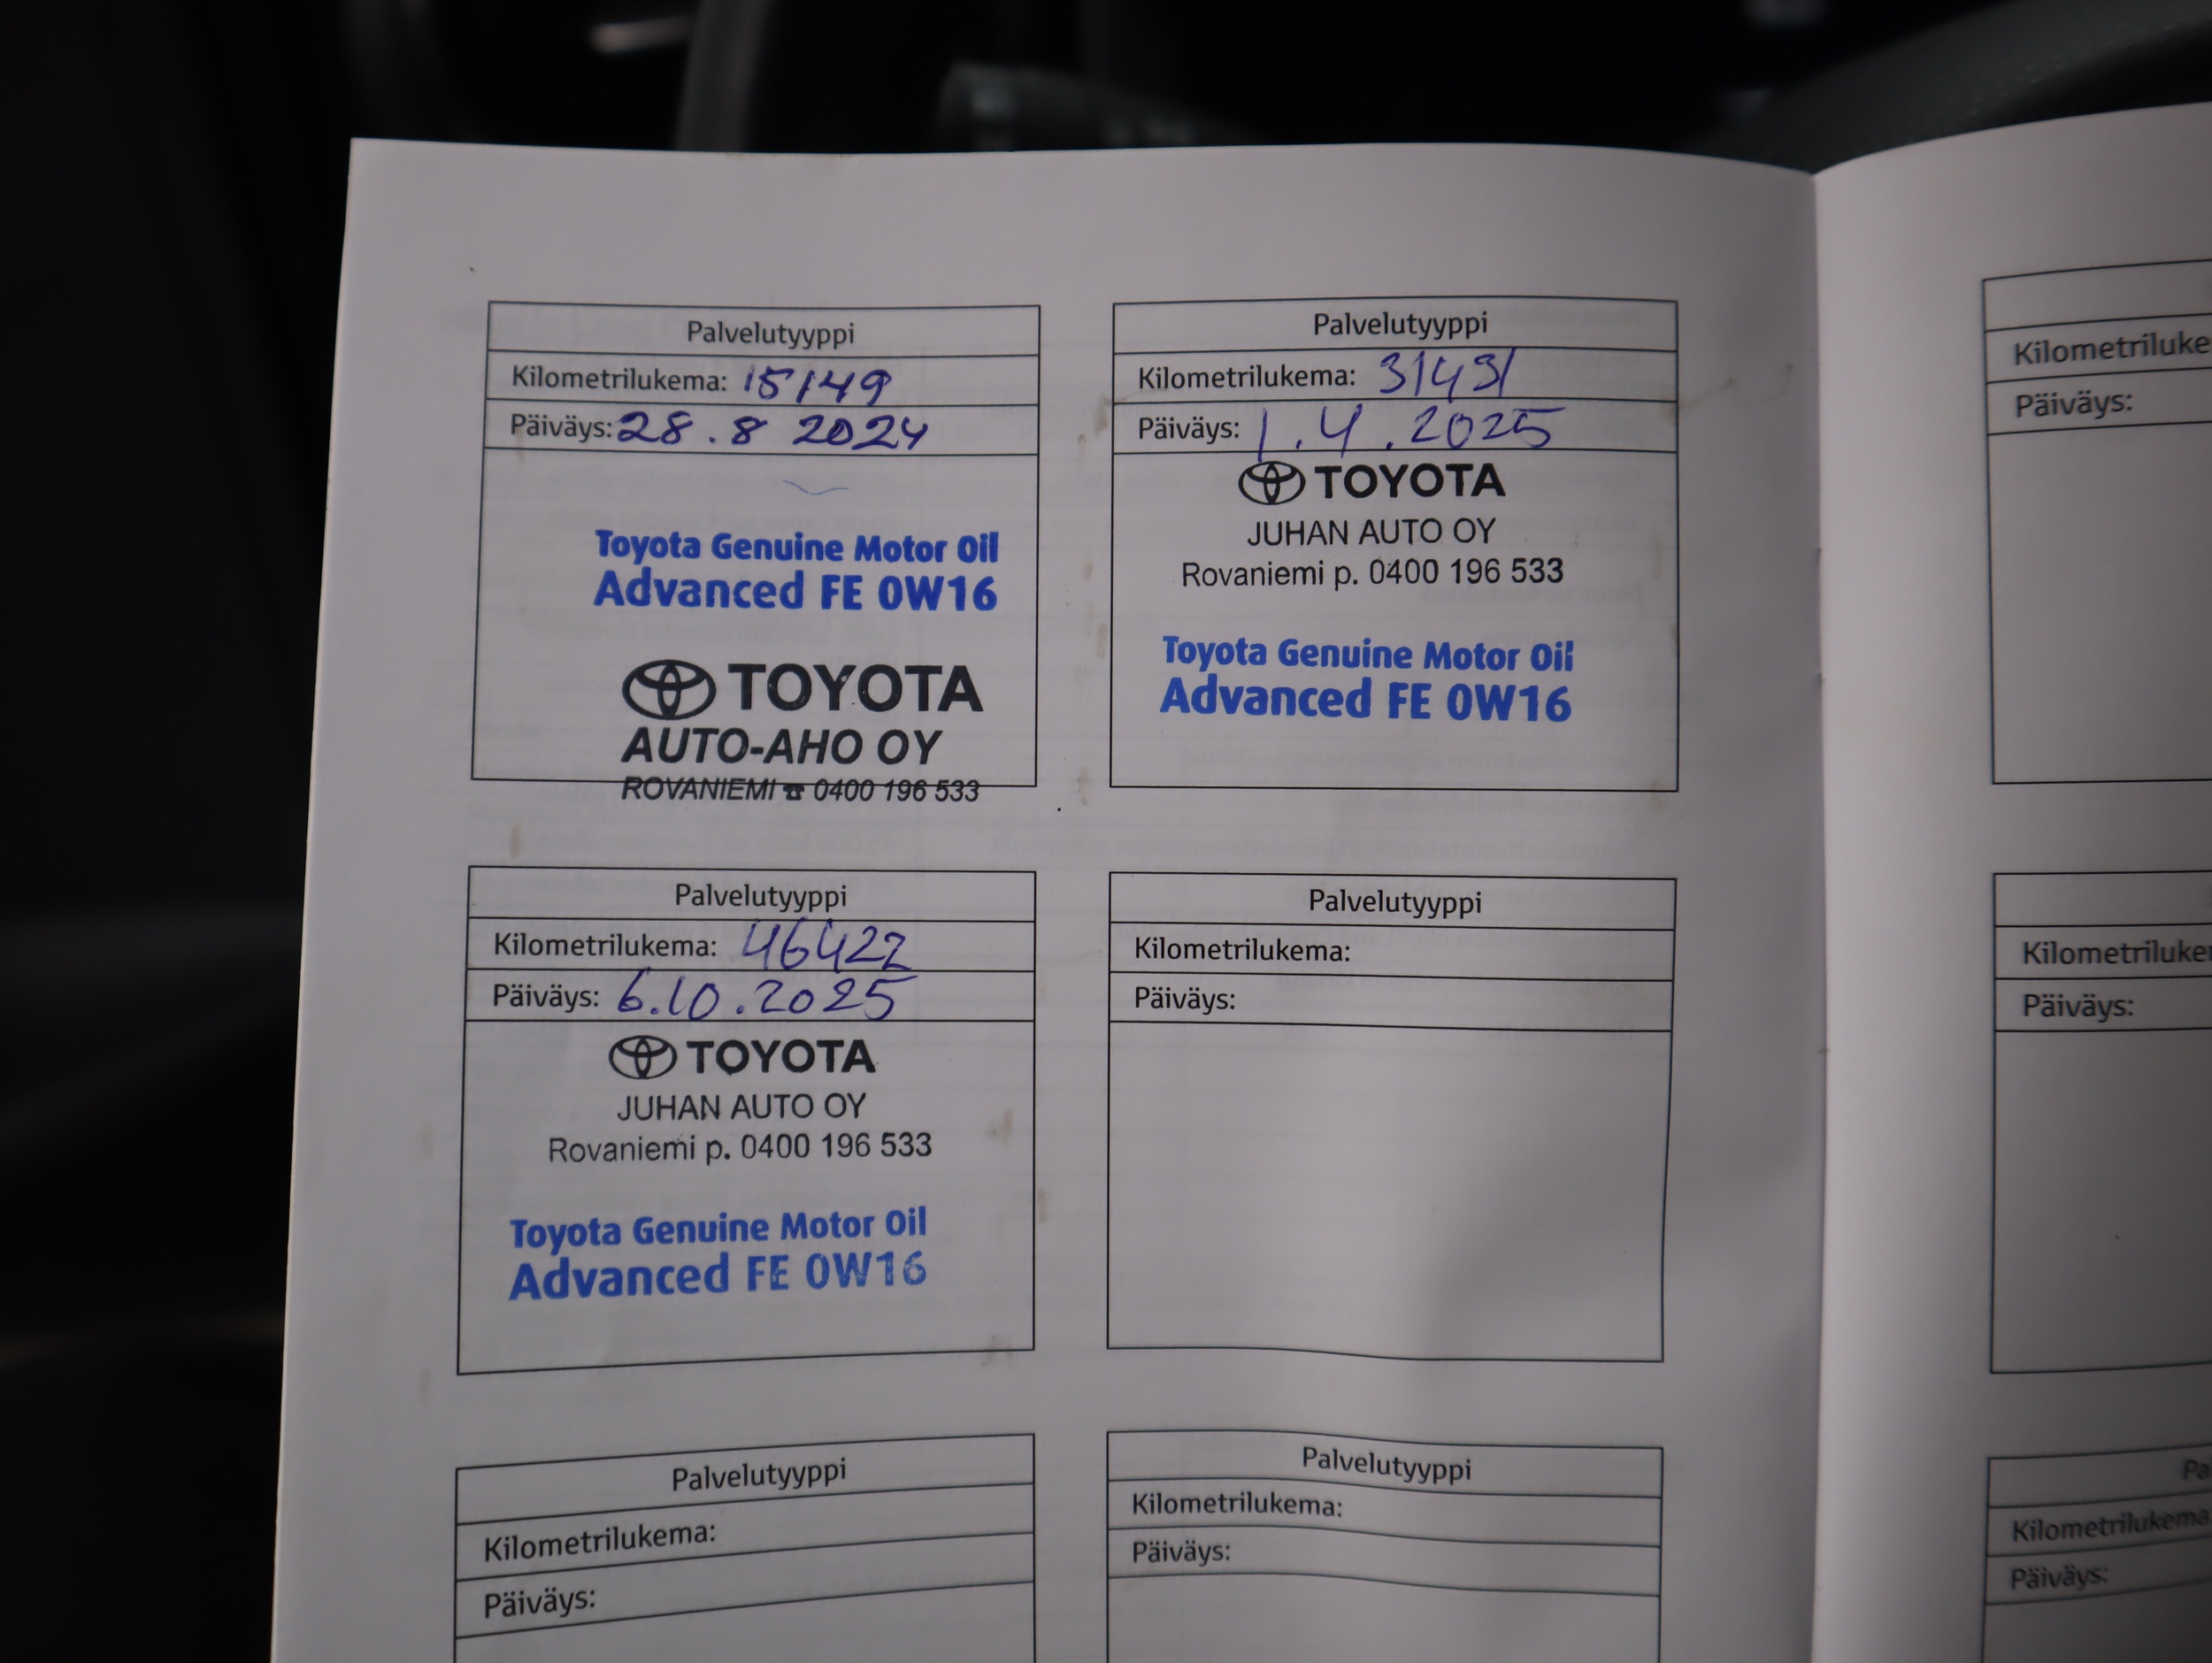 Palvelutyyppi
Kilometrilukema: 15149
Päiväys: 28.8 2024
Toyota Genuine Motor Oil
Advanced FE 0W16
TOYOTA
AUTO-AHO OY
ROVANIEMI ☎ 0400 196 533
Palvelutyyppi
Kilometrilukema: 31431
Päiväys: 1.4.2025
TOYOTA
JUHAN AUTO OY
Rovaniemi p. 0400 196 533
Toyota Genuine Motor Oil
Advanced FE 0W16
Palvelutyyppi
Kilometrilukema: 46422
Päiväys: 6.10.2025
TOYOTA
JUHAN AUTO OY
Rovaniemi p. 0400 196 533
Toyota Genuine Motor Oil
Advanced FE 0W16
Palvelutyyppi
Kilometrilukema:
Päiväys:
Palvelutyyppi
Kilometrilukema:
Päiväys:
Palvelutyyppi
Kilometrilukema:
Päiväys:
Kilometriluke
Päiväys:
Kilometriluke
Päiväys:
Pa
Kilometrilukema
Päiväys: